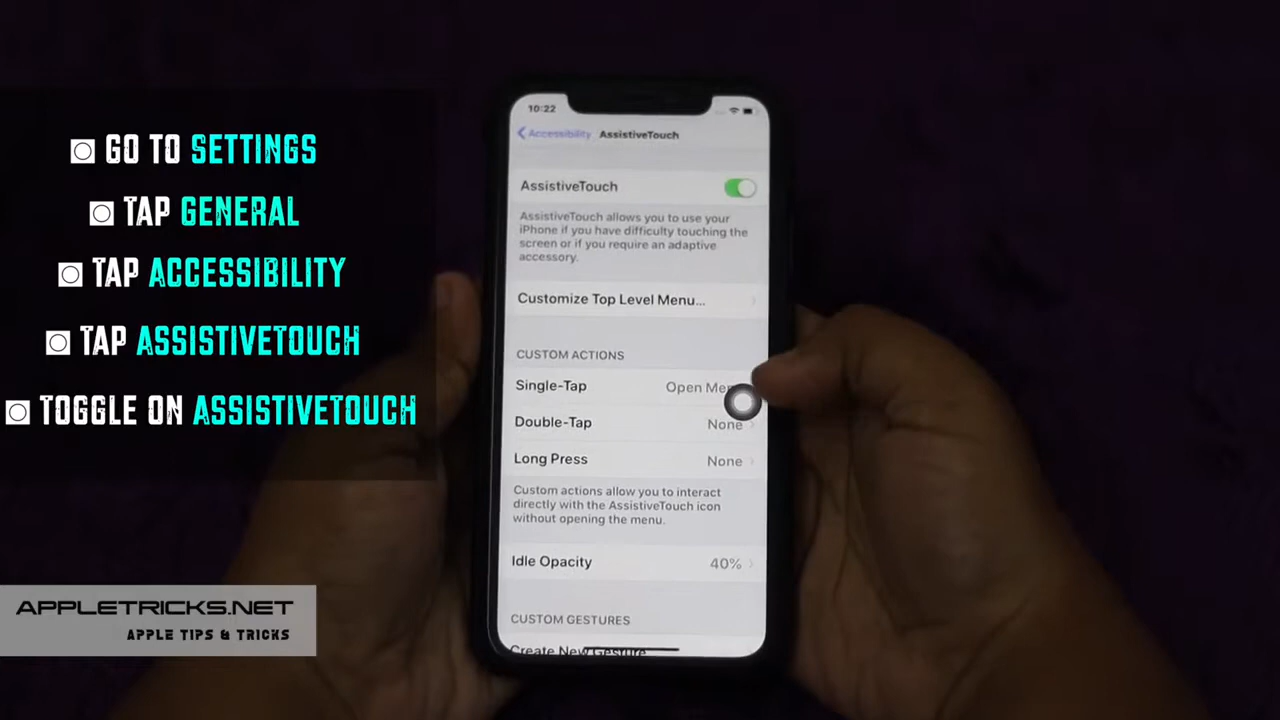 GO TO SETTINGS
TAP GENERAL
TAP ACCESSIBILITY
TAP ASSISTIVETOUCH
TOGGLE ON ASSISTIVETOUCH
APPLETRICKS.NET
APPLE TIPS & TRICKS
10:22
Accessibility AssistiveTouch
AssistiveTouch
AssistiveTouch allows you to use your
iPhone if you have difficulty touching the
screen or if you require an adaptive
accessory.
Customize Top Level Menu...
CUSTOM ACTIONS
Single-Tap Open
Double-Tap None
Long Press None
Custom actions allow you to interact
directly with the AssistiveTouch icon
without opening the menu.
Idle Opacity 40%
CUSTOM GESTURES
Create New Gesture